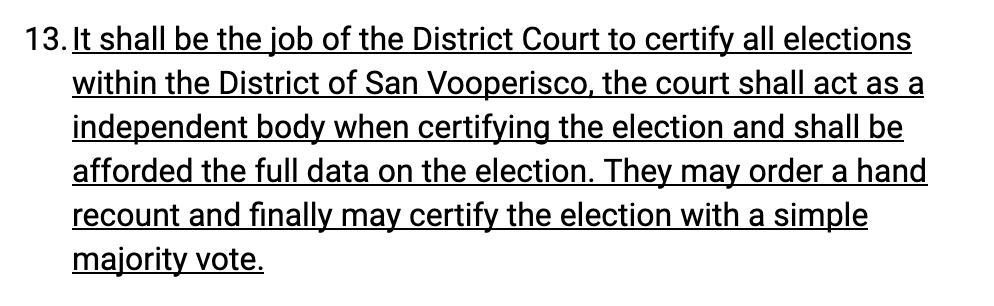 13. It shall be the job of the District Court to certify all elections
within the District of San Vooperisco, the court shall act as a
independent body when certifying the election and shall be
afforded the full data on the election. They may order a hand
recount and finally may certify the election with a simple
majority vote.